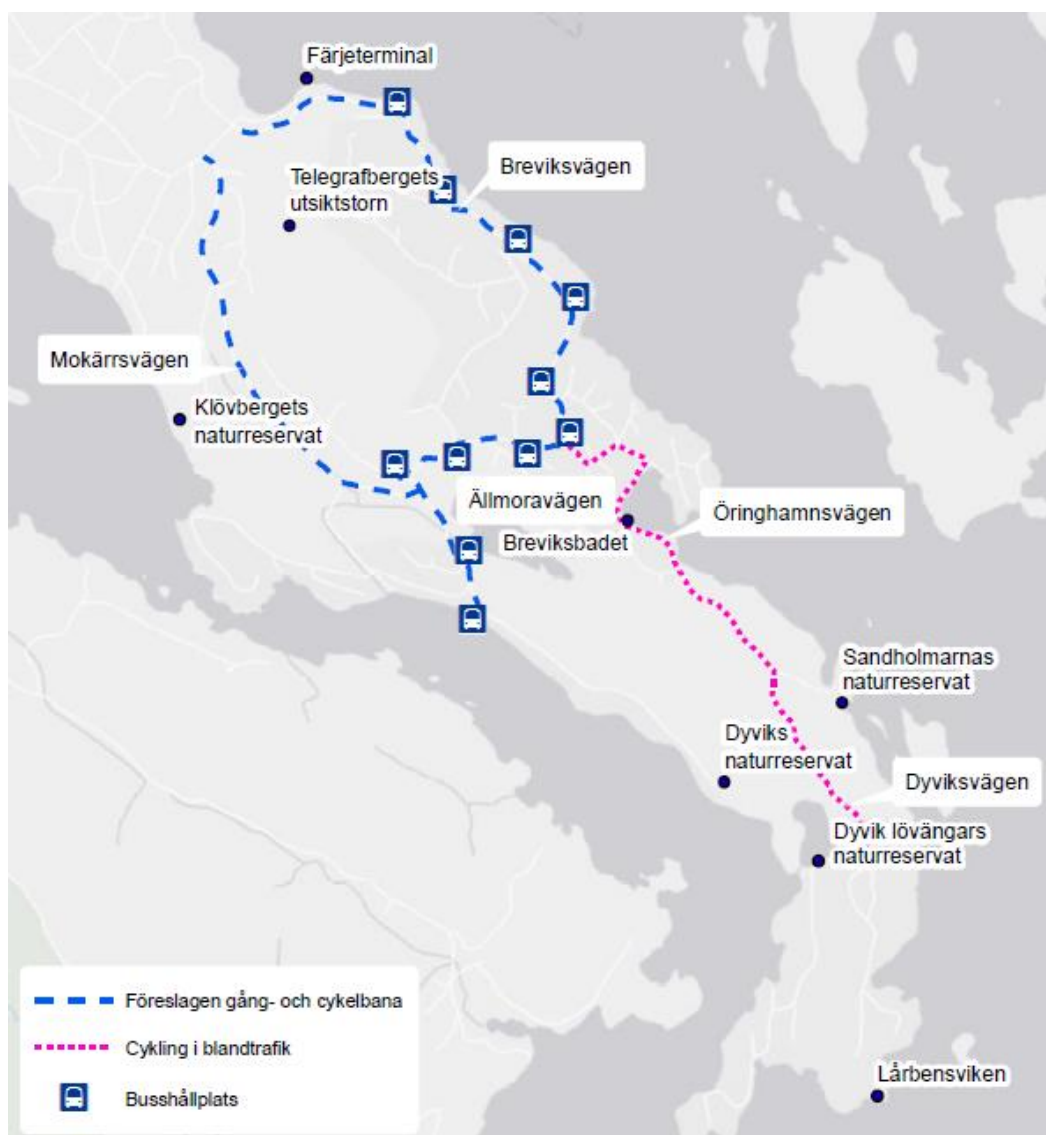 Färjeterminal
Breviksvägen
Telegrafbergets
utsiktstorn
Mokärrsvägen
Klövbergets
naturreservat
Ällmoravägen
Öringhamnsvägen
Breviksbadet
Sandholmarnas
naturreservat
Dyviks
naturreservat
Dyviksvägen
Dyvik lövängars
naturreservat
Föreslagen gång- och cykelbana
Cykling i blandtrafik
Busshållplats
Lårbensviken